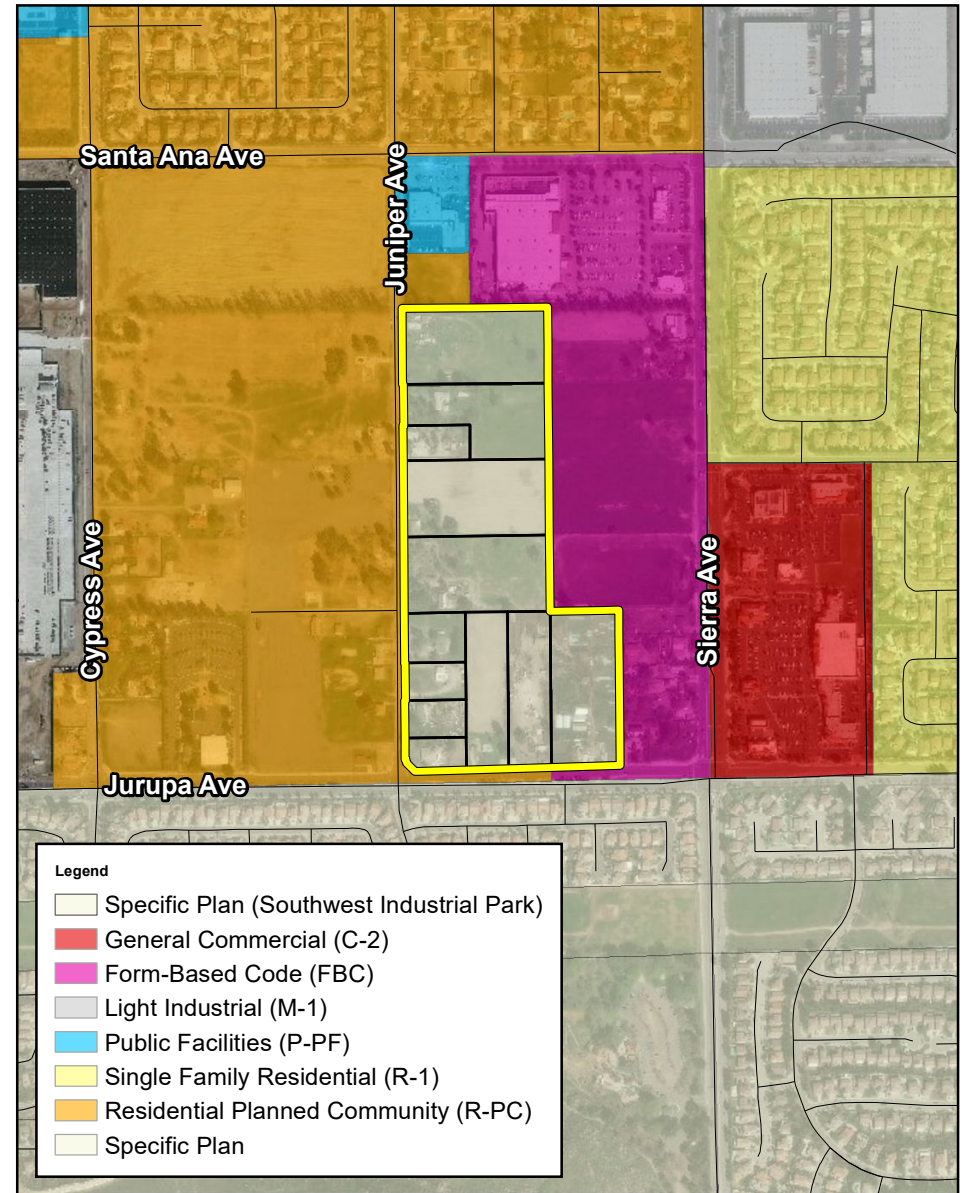 Santa Ana Ave
Juniper Ave
Cypress Ave
Sierra Ave
Jurupa Ave
Legend
Specific Plan (Southwest Industrial Park)
General Commercial (C-2)
Form-Based Code (FBC)
Light Industrial (M-1)
Public Facilities (P-PF)
Single Family Residential (R-1)
Residential Planned Community (R-PC)
Specific Plan